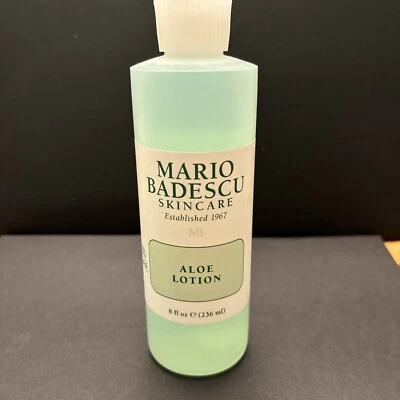 MARIO
BADESCU
SKINCARE
Established 1967
MB
ALOE
LOTION
8 fl oz ℮ (236 ml)